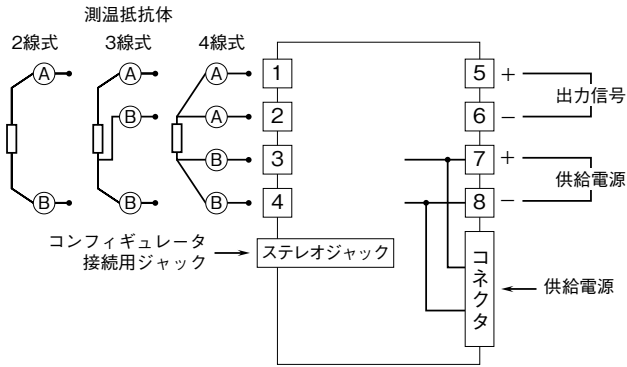 測温抵抗体
2線式 3線式 4線式
A A A 1 5 +
出力信号
B A 2 6 −
B 3 7 +
供給電源
B B B 4 8 −
コンフィギュレータ
接続用ジャック
ステレオジャック
コネクタ
供給電源